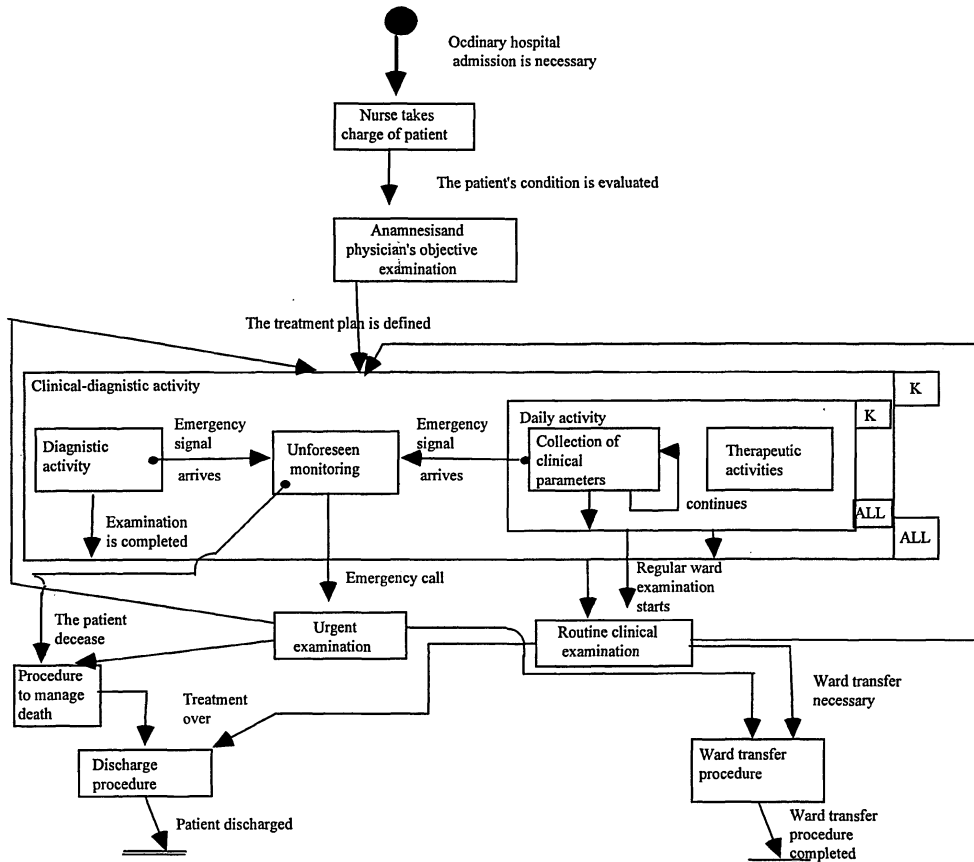 Ocdinary hospital
admission is necessary
Nurse takes
charge of patient
The patient's condition is evaluated
Anamnesisand
physician's objective
examination
The treatment plan is defined
Clinical-diagnistic activity
K
Daily activity
K
Diagnistic
activity
Emergency
signal
arrives
Unforeseen
monitoring
Emergency
signal
arrives
Collection of
clinical
parameters
Therapeutic
activities
continues
ALL
ALL
Examination
is completed
Emergency call
Regular ward
examination
starts
The patient
decease
Urgent
examination
Routine clinical
examination
Procedure
to manage
death
Treatment
over
Ward transfer
necessary
Discharge
procedure
Ward transfer
procedure
Patient discharged
Ward transfer
procedure
completed